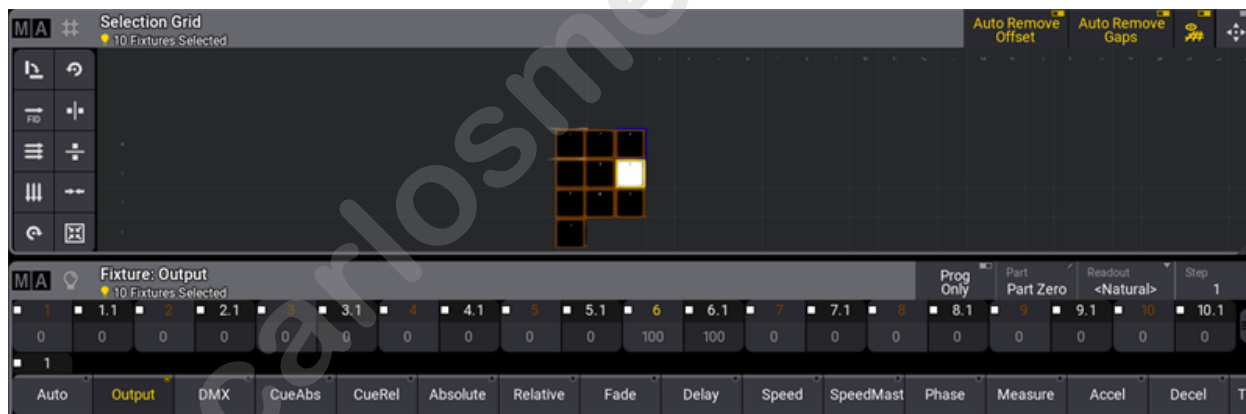 MA Selection Grid
10 Fixtures Selected
Auto Remove Offset
Auto Remove Gaps
FID
MA Fixture: Output
10 Fixtures Selected
Prog Only
Part
Part Zero
Readout
<Natural>
Step
1
1 1.1 2 2.1 3 3.1 4 4.1 5 5.1 6 6.1 7 7.1 8 8.1 9 9.1 10 10.1
0 0 0 0 0 0 0 0 0 0 100 100 0 0 0 0 0 0 0 0
1
Auto Output DMX CueAbs CueRel Absolute Relative Fade Delay Speed SpeedMast Phase Measure Accel Decel T
carlosme